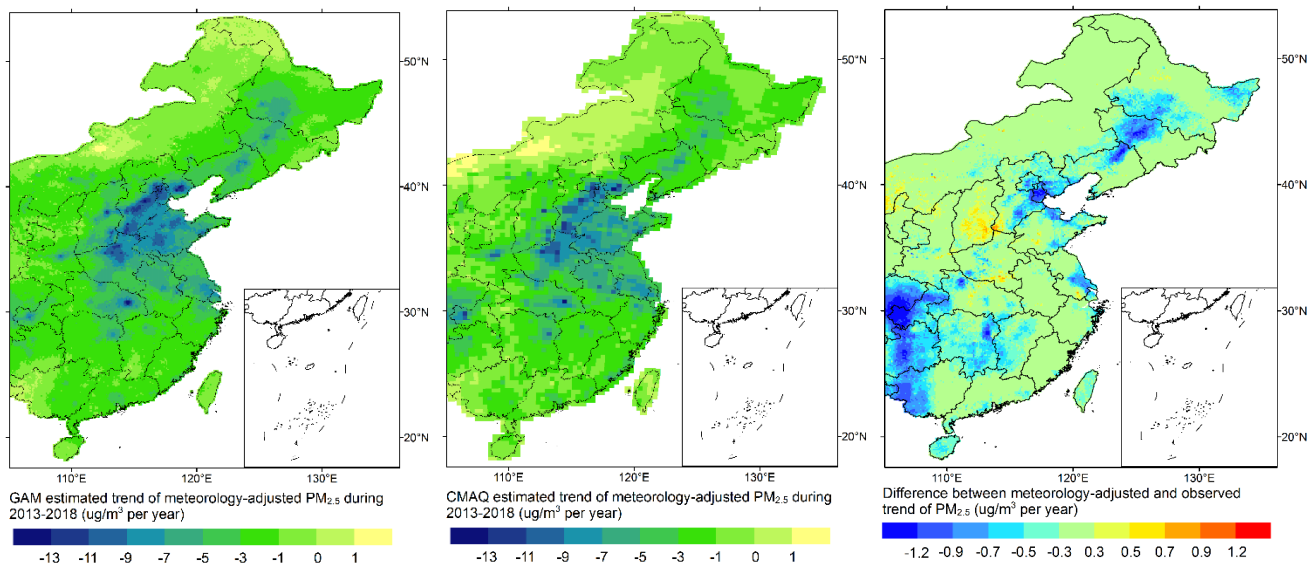 50°N
40°N
30°N
20°N
110°E 120°E 130°E
GAM estimated trend of meteorology-adjusted PM2.5 during
2013-2018 (ug/m3 per year)
-13 -11 -9 -7 -5 -3 -1 0 1
50°N
40°N
30°N
20°N
110°E 120°E 130°E
CMAQ estimated trend of meteorology-adjusted PM2.5 during
2013-2018 (ug/m3 per year)
-13 -11 -9 -7 -5 -3 -1 0 1
50°N
40°N
30°N
20°N
110°E 120°E 130°E
Difference between meteorology-adjusted and observed
trend of PM2.5 (ug/m3 per year)
-1.2 -0.9 -0.7 -0.5 -0.3 0.3 0.5 0.7 0.9 1.2